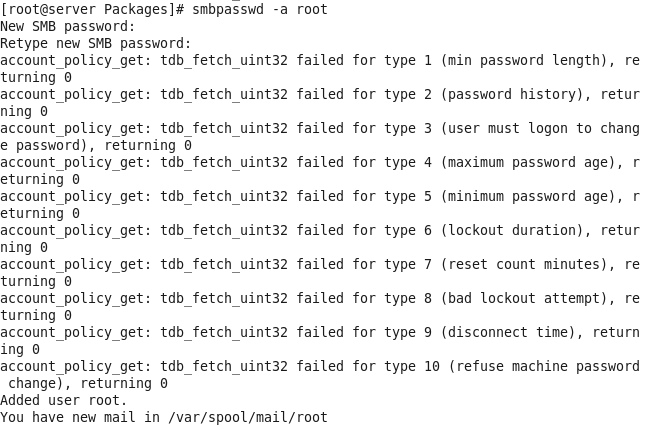 [root@server Packages]# smbpasswd -a root
New SMB password:
Retype new SMB password:
account_policy_get: tdb_fetch_uint32 failed for type 1 (min password length), re
turning 0
account_policy_get: tdb_fetch_uint32 failed for type 2 (password history), retur
ning 0
account_policy_get: tdb_fetch_uint32 failed for type 3 (user must logon to chang
e password), returning 0
account_policy_get: tdb_fetch_uint32 failed for type 4 (maximum password age), r
eturning 0
account_policy_get: tdb_fetch_uint32 failed for type 5 (minimum password age), r
eturning 0
account_policy_get: tdb_fetch_uint32 failed for type 6 (lockout duration), retur
ning 0
account_policy_get: tdb_fetch_uint32 failed for type 7 (reset count minutes), re
turning 0
account_policy_get: tdb_fetch_uint32 failed for type 8 (bad lockout attempt), re
turning 0
account_policy_get: tdb_fetch_uint32 failed for type 9 (disconnect time), return
ing 0
account_policy_get: tdb_fetch_uint32 failed for type 10 (refuse machine password
 change), returning 0
Added user root.
You have new mail in /var/spool/mail/root